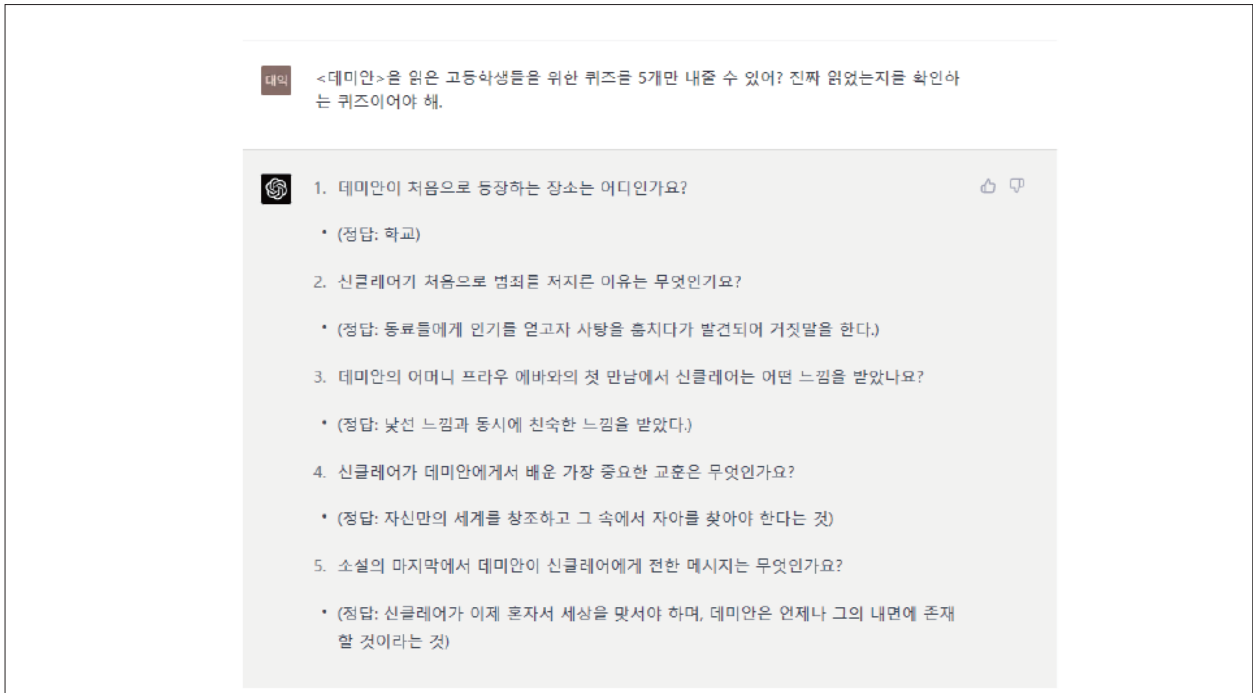 대익
<데미안>을 읽은 고등학생들을 위한 퀴즈를 5개만 내줄 수 있어? 진짜 읽었는지를 확인하
는 퀴즈이어야 해.
1. 데미안이 처음으로 등장하는 장소는 어디인가요?
• (정답: 학교)
2. 신클레어가 처음으로 범죄를 저지른 이유는 무엇인가요?
• (정답: 동료들에게 인기를 얻고자 사탕을 훔치다가 발견되어 거짓말을 한다.)
3. 데미안의 어머니 프라우 에바와의 첫 만남에서 신클레어는 어떤 느낌을 받았나요?
• (정답: 낯선 느낌과 동시에 친숙한 느낌을 받았다.)
4. 신클레어가 데미안에게서 배운 가장 중요한 교훈은 무엇인가요?
• (정답: 자신만의 세계를 창조하고 그 속에서 자아를 찾아야 한다는 것)
5. 소설의 마지막에서 데미안이 신클레어에게 전한 메시지는 무엇인가요?
• (정답: 신클레어가 이제 혼자서 세상을 맞서야 하며, 데미안은 언제나 그의 내면에 존재
할 것이라는 것)